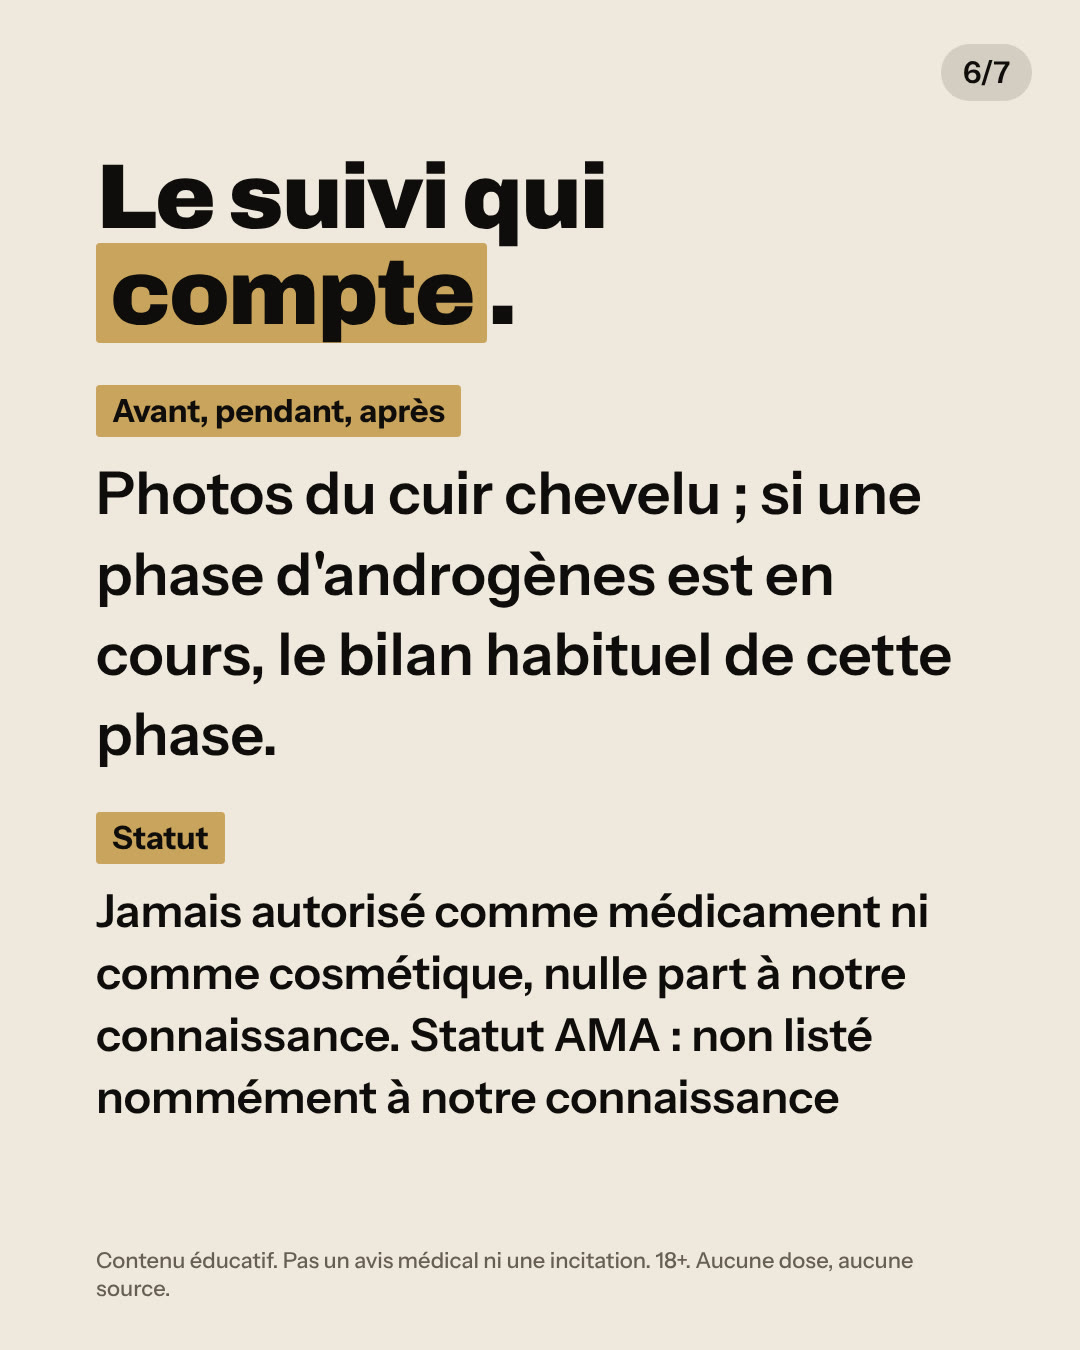 6/7
Le suivi qui
compte.
Avant, pendant, après
Photos du cuir chevelu ; si une
phase d'androgènes est en
cours, le bilan habituel de cette
phase.
Statut
Jamais autorisé comme médicament ni
comme cosmétique, nulle part à notre
connaissance. Statut AMA : non listé
nommément à notre connaissance
Contenu éducatif. Pas un avis médical ni une incitation. 18+. Aucune dose, aucune
source.